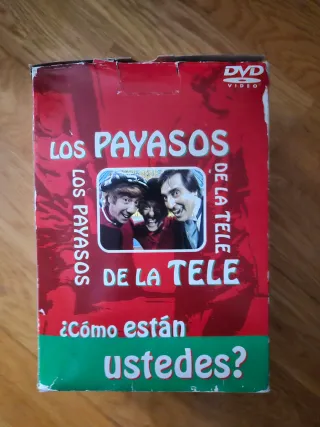 DVD
VIDEO
LOS PAYASOS
DE LA TELE
LOS PAYASOS
DE LA TELE
¿Cómo están
ustedes?